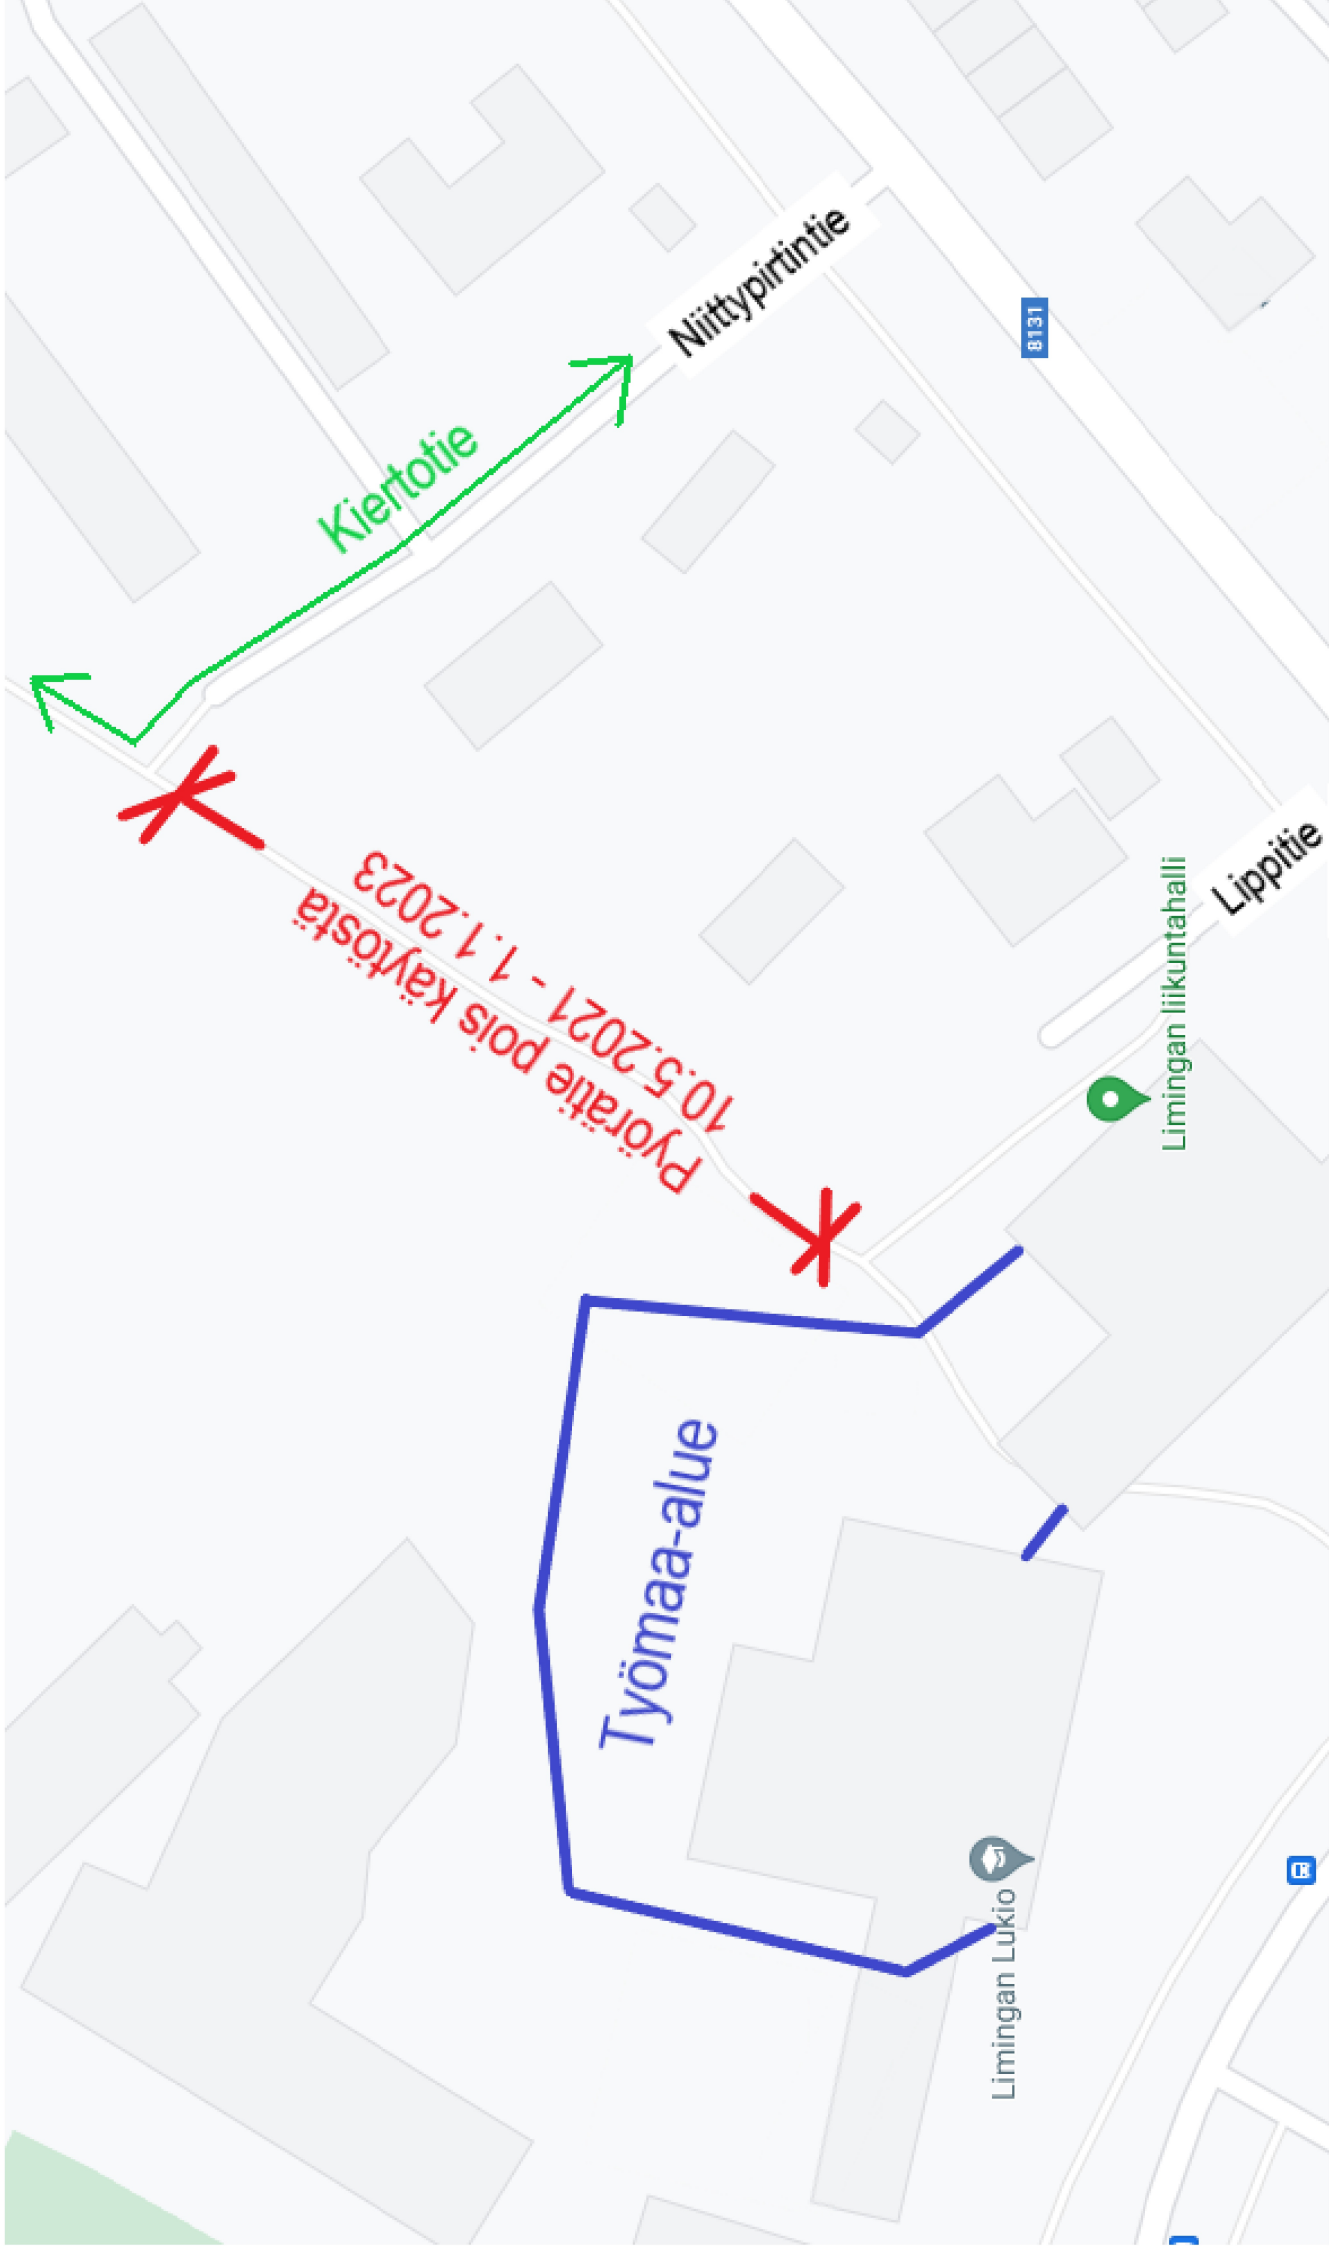 Niittypirtintie
8131
Kiertotie
Lippitie
Limingan liikuntahalli
Pyörätie pois käytöstä
10.5.2021 - 1.1.2023
Työmaa-alue
Limingan Lukio